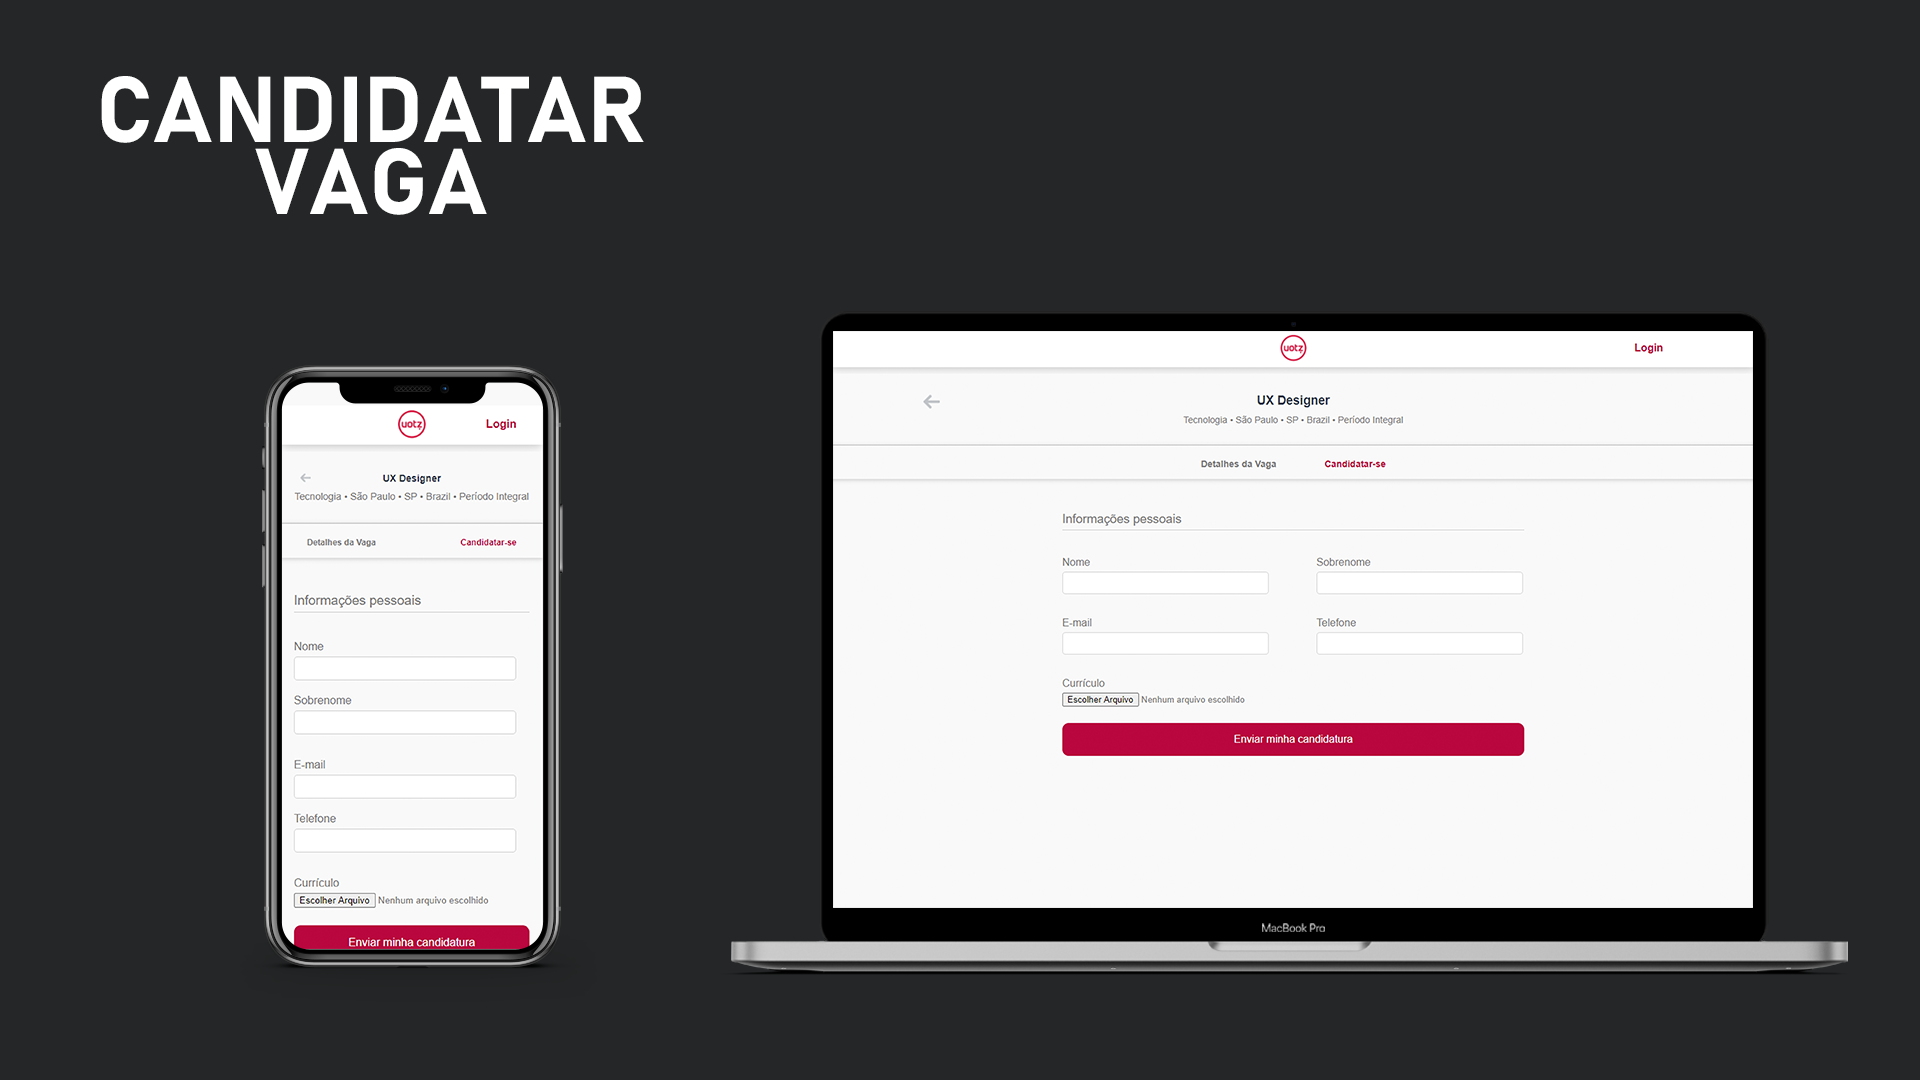 CANDIDATAR
VAGA
uotz
Login
UX Designer
Tecnologia • São Paulo • SP • Brazil • Período Integral
Detalhes da Vaga
Candidatar-se
Informações pessoais
Nome
Sobrenome
E-mail
Telefone
Currículo
Escolher Arquivo Nenhum arquivo escolhido
Enviar minha candidatura
uotz
Login
UX Designer
Tecnologia • São Paulo • SP • Brazil • Período Integral
Detalhes da Vaga
Candidatar-se
Informações pessoais
Nome
Sobrenome
E-mail
Telefone
Currículo
Escolher Arquivo Nenhum arquivo escolhido
Enviar minha candidatura
MacBook Pro